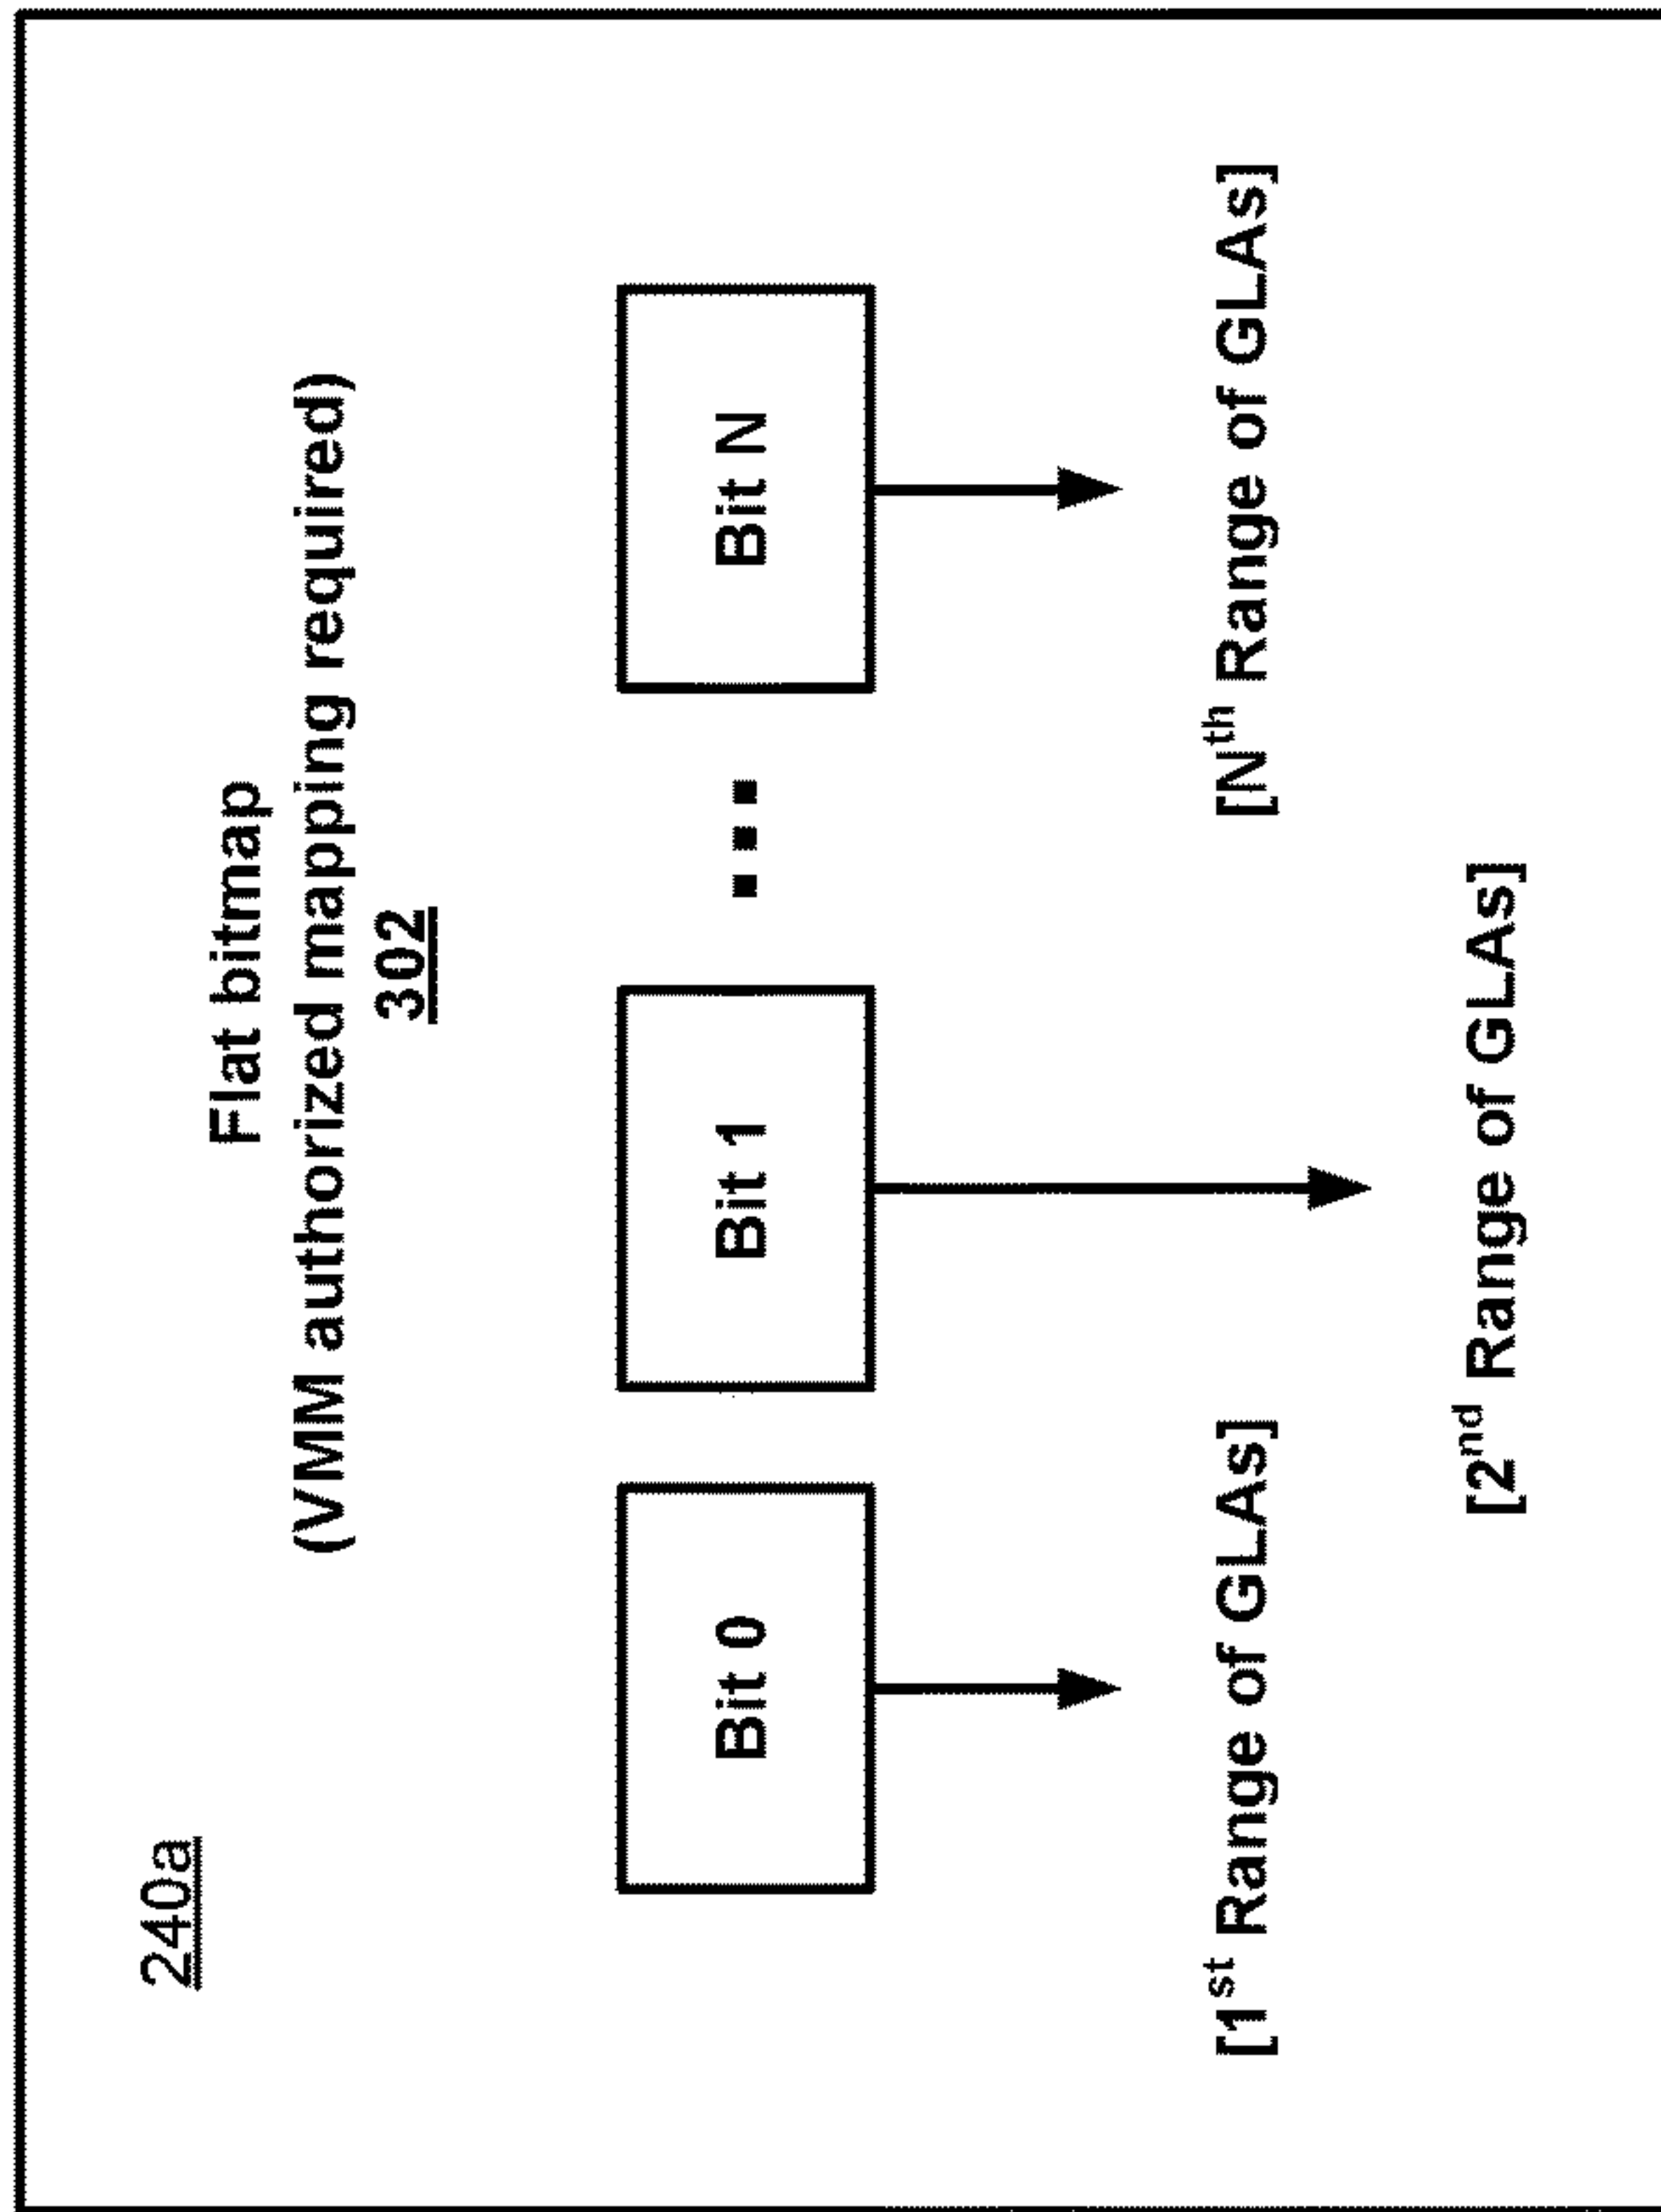 240a
Flat bitmap
(VMM authorized mapping required)
302
Bit 0
Bit 1
Bit N
[1st Range of GLAs]
[Nth Range of GLAs]
[2nd Range of GLAs]